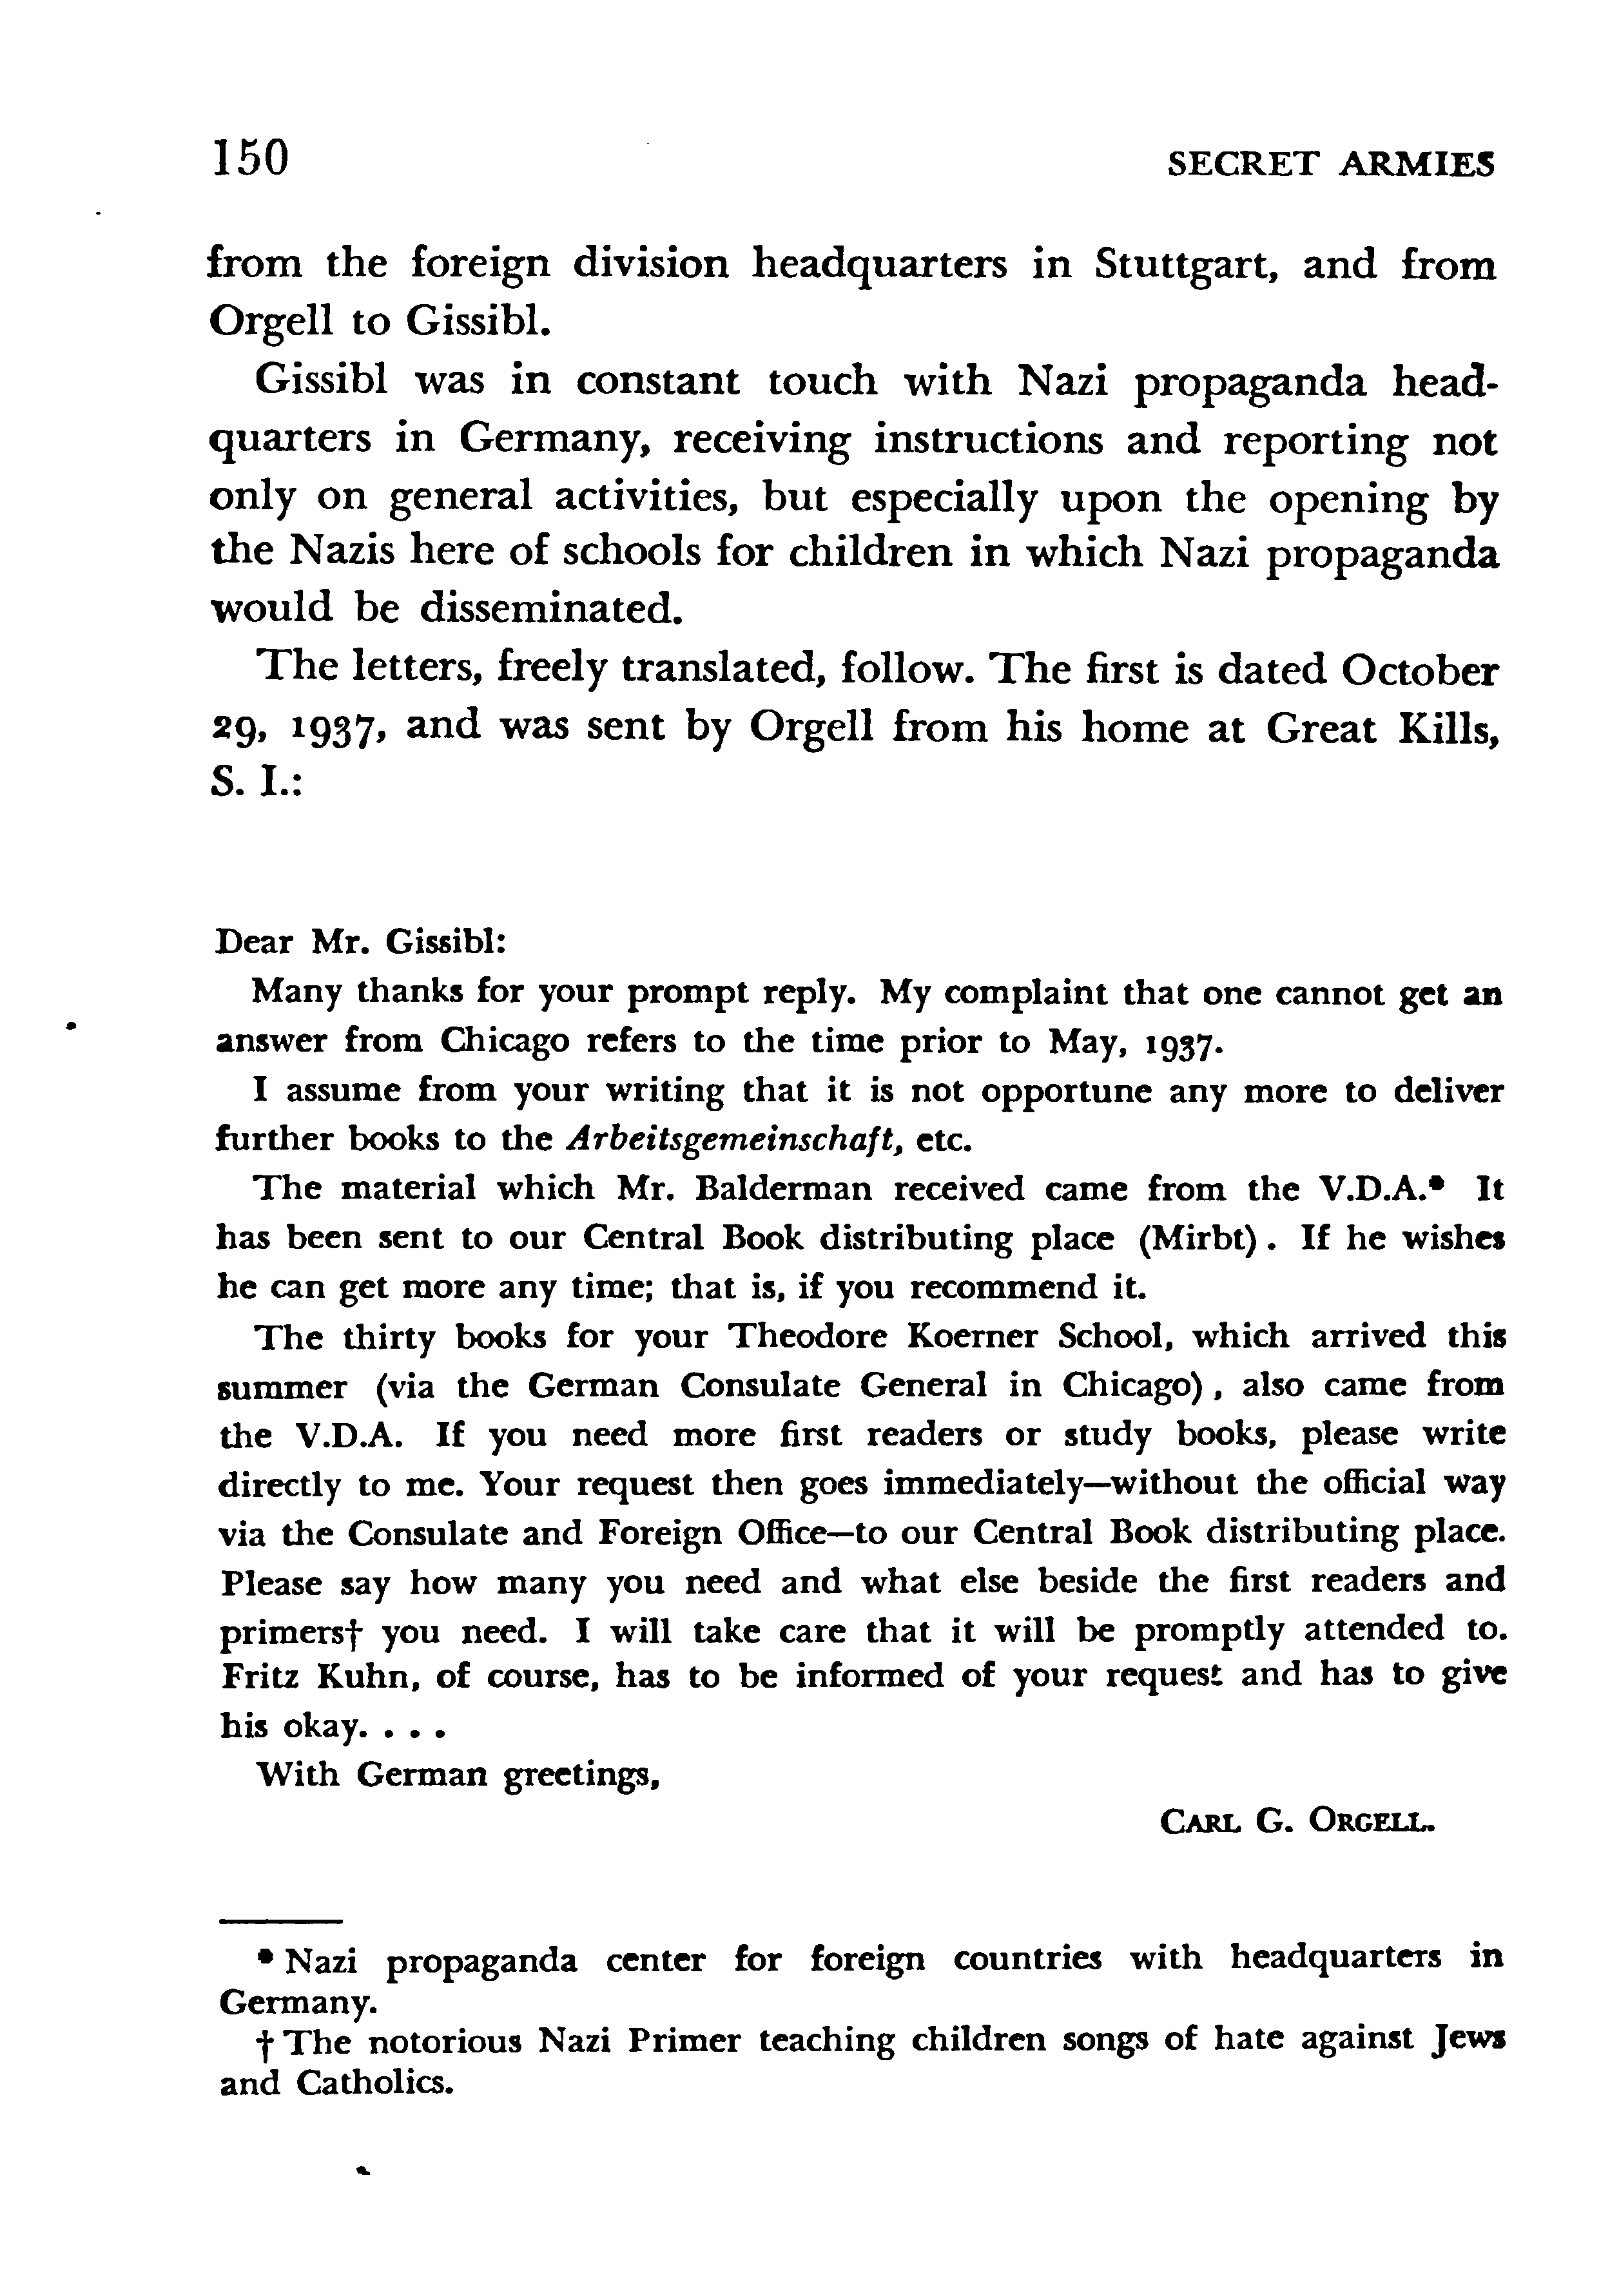 150 SECRET ARMIES
from the foreign division headquarters in Stuttgart, and from
Orgell to Gissibl.
Gissibl was in constant touch with Nazi propaganda head-
quarters in Germany, receiving instructions and reporting not
only on general activities, but especially upon the opening by
the Nazis here of schools for children in which Nazi propaganda
would be disseminated.
The letters, freely translated, follow. The first is dated October
29, 1937, and was sent by Orgell from his home at Great Kills,
S. I.:
Dear Mr. Gissibl:
Many thanks for your prompt reply. My complaint that one cannot get an
answer from Chicago refers to the time prior to May, 1937.
I assume from your writing that it is not opportune any more to deliver
further books to the Arbeitsgemeinschaft, etc.
The material which Mr. Balderman received came from the V.D.A.* It
has been sent to our Central Book distributing place (Mirbt). If he wishes
he can get more any time; that is, if you recommend it.
The thirty books for your Theodore Koerner School, which arrived this
summer (via the German Consulate General in Chicago), also came from
the V.D.A. If you need more first readers or study books, please write
directly to me. Your request then goes immediately—without the official way
via the Consulate and Foreign Office—to our Central Book distributing place.
Please say how many you need and what else beside the first readers and
primers† you need. I will take care that it will be promptly attended to.
Fritz Kuhn, of course, has to be informed of your request and has to give
his okay. . . .
With German greetings,
CARL G. ORGELL.
* Nazi propaganda center for foreign countries with headquarters in
Germany.
† The notorious Nazi Primer teaching children songs of hate against Jews
and Catholics.